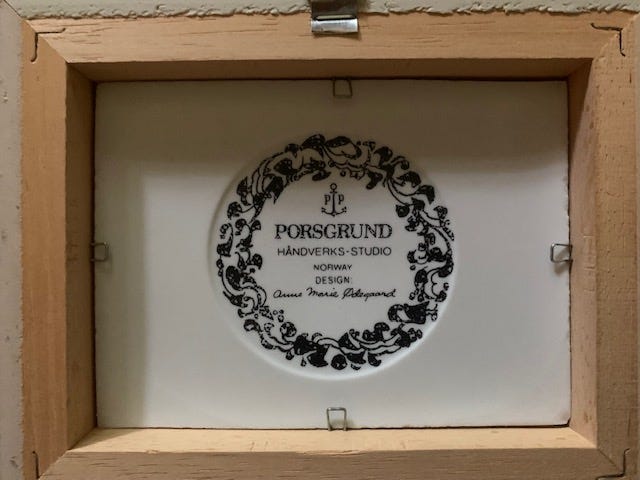 P P
PORSGRUND
HÅNDVERKS-STUDIO
NORWAY
DESIGN:
Anne Marie Ødegaard